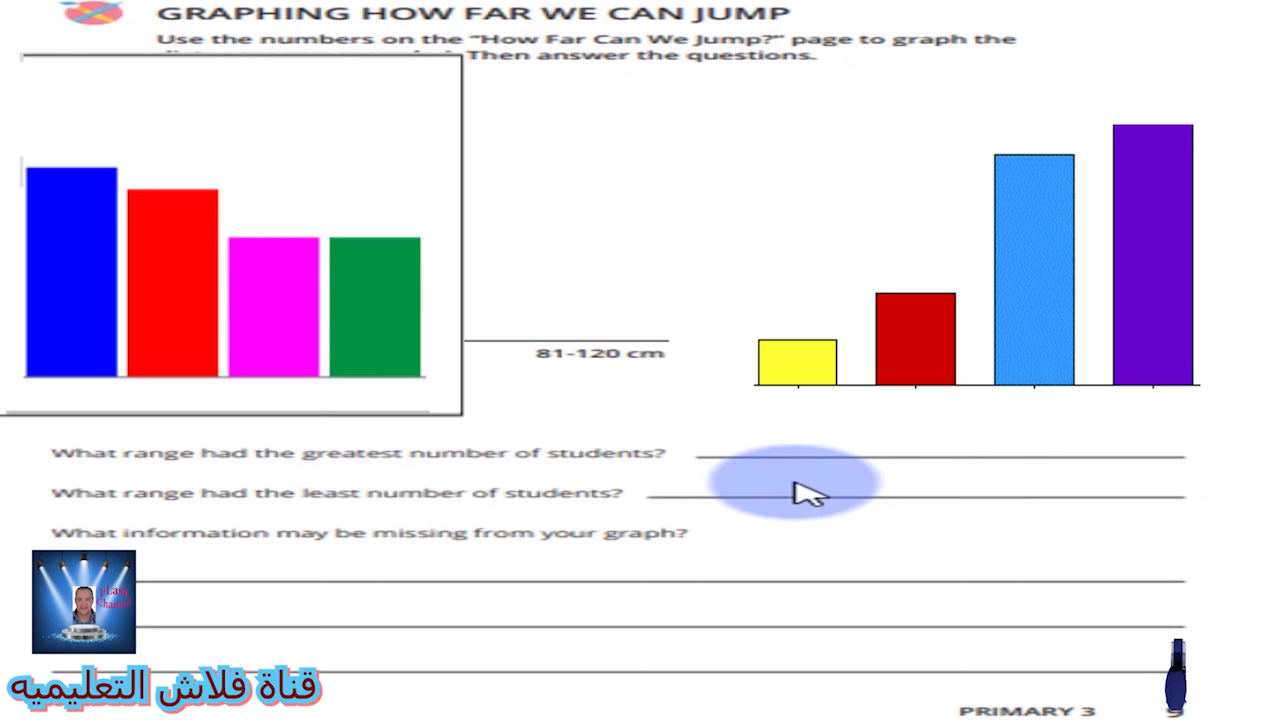 GRAPHING HOW FAR WE CAN JUMP
Use the numbers on the “How Far Can We Jump?” page to graph the
Then answer the questions.
81-120 cm
What range had the greatest number of students?
What range had the least number of students?
What information may be missing from your graph?
fLash
Channel
قناة فلاش التعليميه
PRIMARY 3